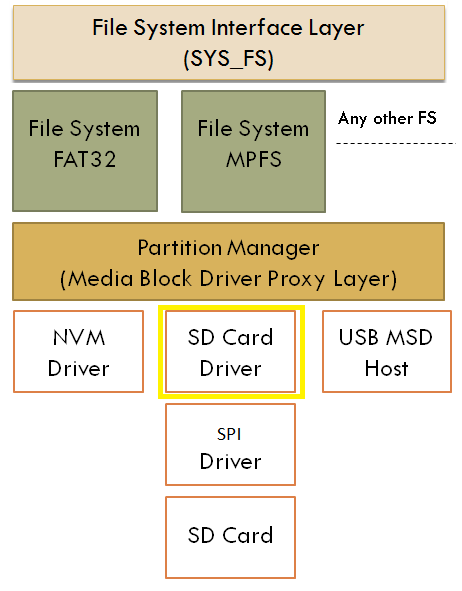 File System Interface Layer
(SYS_FS)
File System
FAT32
File System
MPFS
Any other FS
Partition Manager
(Media Block Driver Proxy Layer)
NVM
Driver
SD Card
Driver
USB MSD
Host
SPI
Driver
SD Card